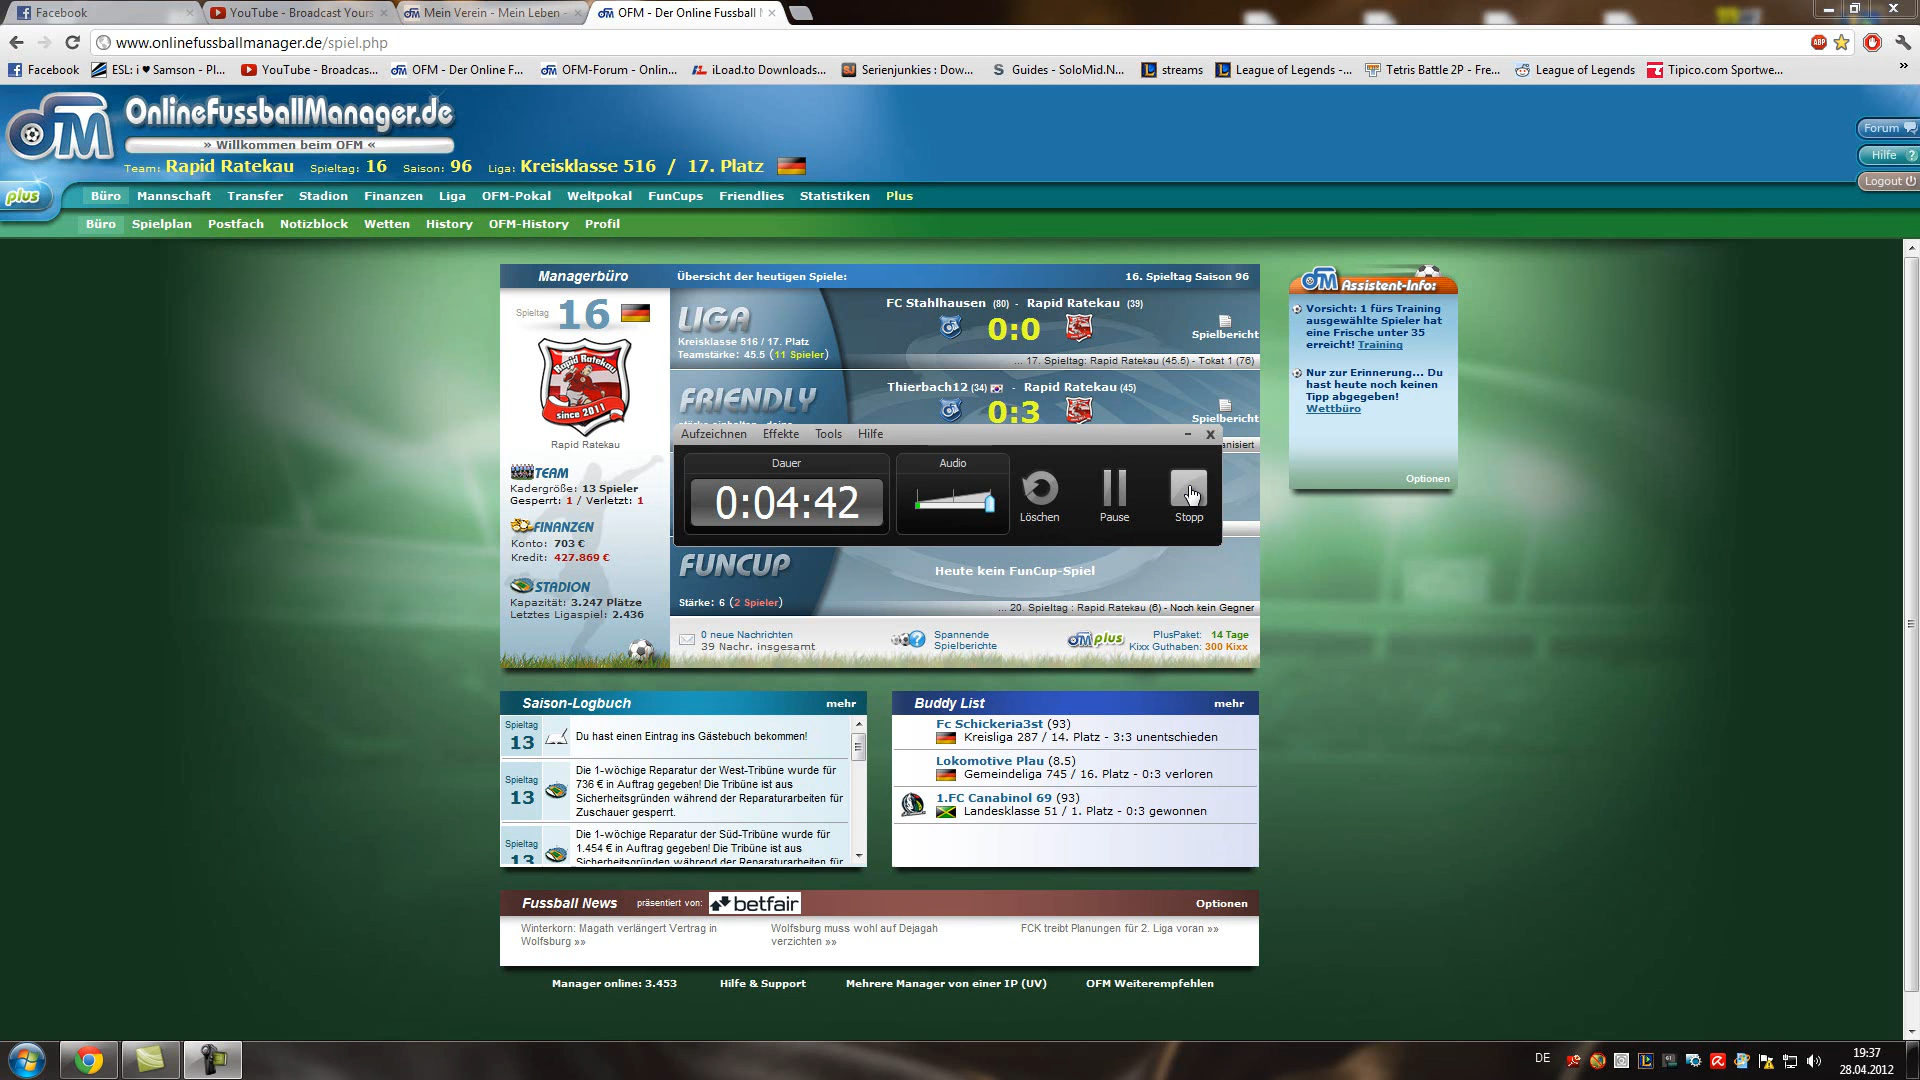 Facebook
YouTube - Broadcast Yours
Mein Verein - Mein Leben -
OFM - Der Online Fussball M
www.onlinefussballmanager.de/spiel.php
ABP
Facebook
ESL: i ♥ Samson - Pl...
YouTube - Broadcas...
OFM - Der Online F...
OFM-Forum - Onlin...
iLoad.to Downloads...
Serienjunkies : Dow...
Guides - SoloMid.N...
streams
League of Legends -...
Tetris Battle 2P - Fre...
League of Legends
Tipico.com Sportwe...
»
OFM
OnlineFussballManager.de
» Willkommen beim OFM «
Team: Rapid Ratekau Spieltag: 16 Saison: 96 Liga: Kreisklasse 516 / 17. Platz
Forum
Hilfe ?
Logout
plus
Büro Mannschaft Transfer Stadion Finanzen Liga OFM-Pokal Weltpokal FunCups Friendlies Statistiken Plus
Büro Spielplan Postfach Notizblock Wetten History OFM-History Profil
Managerbüro
Übersicht der heutigen Spiele:
16. Spieltag Saison 96
Spieltag 16
Rapid Ratekau
since 2011
Rapid Ratekau
TEAM
Kadergröße: 13 Spieler
Gesperrt: 1 / Verletzt: 1
FINANZEN
Konto: 703 €
Kredit: 427.869 €
STADION
Kapazität: 3.247 Plätze
Letztes Ligaspiel: 2.436
LIGA
Kreisklasse 516 / 17. Platz
Teamstärke: 45.5 (11 Spieler)
FC Stahlhausen (80) - Rapid Ratekau (39)
0:0
Spielbericht
... 17. Spieltag: Rapid Ratekau (45.5) - Tokat 1 (76)
FRIENDLY
Thierbach12 (34) - Rapid Ratekau (45)
0:3
Spielbericht
Aufzeichnen Effekte Tools Hilfe
Dauer
0:04:42
Audio
Löschen
Pause
Stopp
FUNCUP
Stärke: 6 (2 Spieler)
Heute kein FunCup-Spiel
... 20. Spieltag : Rapid Ratekau (6) - Noch kein Gegner
0 neue Nachrichten
39 Nachr. insgesamt
Spannende
Spielberichte
OFM plus
PlusPaket: 14 Tage
Kixx Guthaben: 300 Kixx
OFM Assistent-Info:
Vorsicht: 1 fürs Training
ausgewählte Spieler hat
eine Frische unter 35
erreicht! Training
Nur zur Erinnerung... Du
hast heute noch keinen
Tipp abgegeben!
Wettbüro
Optionen
Saison-Logbuch
mehr
Spieltag
13
Du hast einen Eintrag ins Gästebuch bekommen!
Spieltag
13
Die 1-wöchige Reparatur der West-Tribüne wurde für
736 € in Auftrag gegeben! Die Tribüne ist aus
Sicherheitsgründen während der Reparaturarbeiten für
Zuschauer gesperrt.
Spieltag
13
Die 1-wöchige Reparatur der Süd-Tribüne wurde für
1.454 € in Auftrag gegeben! Die Tribüne ist aus
Sicherheitsgründen während der Reparaturarbeiten für
Buddy List
mehr
Fc Schickeria3st (93)
Kreisliga 287 / 14. Platz - 3:3 unentschieden
Lokomotive Plau (8.5)
Gemeindeliga 745 / 16. Platz - 0:3 verloren
1.FC Canabinol 69 (93)
Landesklasse 51 / 1. Platz - 0:3 gewonnen
Fussball News
präsentiert von:
betfair
Optionen
Winterkorn: Magath verlängert Vertrag in
Wolfsburg »»
Wolfsburg muss wohl auf Dejagah
verzichten »»
FCK treibt Planungen für 2. Liga voran »»
Manager online: 3.453
Hilfe & Support
Mehrere Manager von einer IP (UV)
OFM Weiterempfehlen
DE
19:37
28.04.2012